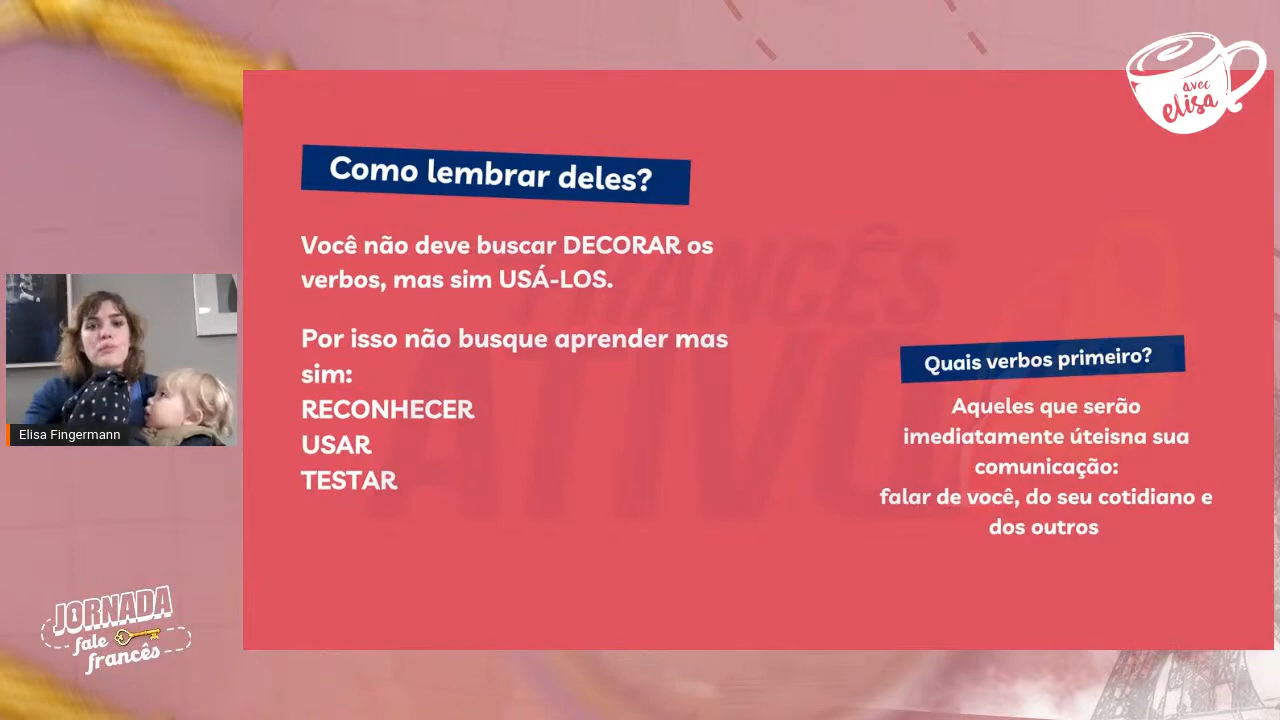 avec
elisa
Como lembrar deles?
Você não deve buscar DECORAR os
verbos, mas sim USÁ-LOS.
Por isso não busque aprender mas
sim:
RECONHECER
USAR
TESTAR
FRANCÊS
ATIVO
Quais verbos primeiro?
Aqueles que serão
imediatamente úteisna sua
comunicação:
falar de você, do seu cotidiano e
dos outros
Elisa Fingermann
JORNADA
fale
francês